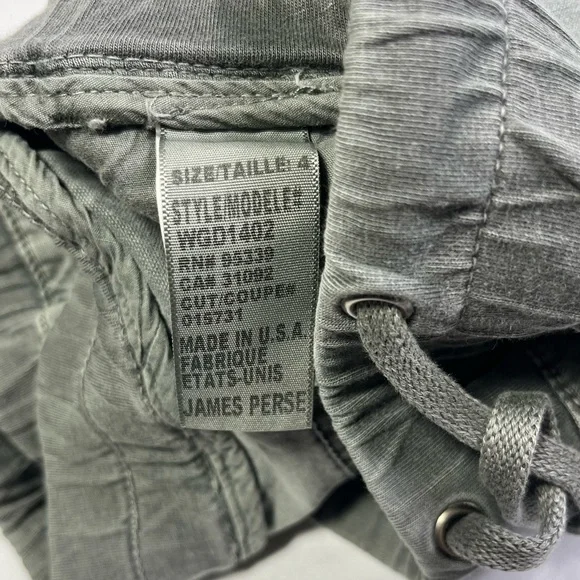 SIZE/TAILLE: 4
STYLE/MODELE#
WGD1402
RN# 95339
CA# 31092
CUT/COUPE#
015731
MADE IN U.S.A.
FABRIQUE
ETATS-UNIS
JAMES PERSE